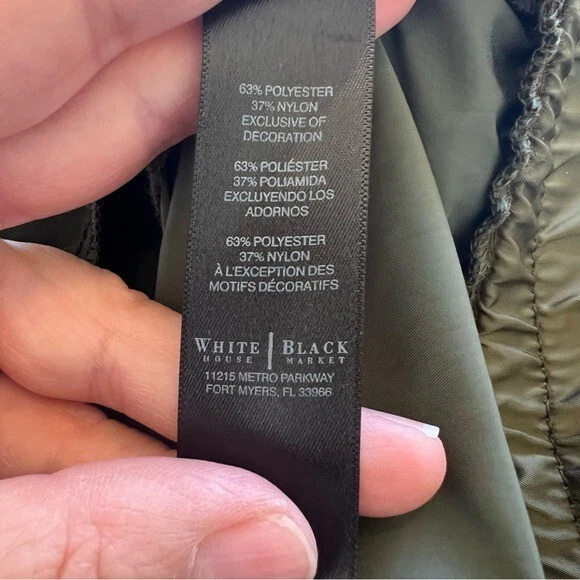 63% POLYESTER
37% NYLON
EXCLUSIVE OF
DECORATION
63% POLIÉSTER
37% POLIAMIDA
EXCLUYENDO LOS
ADORNOS
63% POLYESTER
37% NYLON
À L'EXCEPTION DES
MOTIFS DÉCORATIFS
WHITE | BLACK
HOUSE | MARKET
11215 METRO PARKWAY
FORT MYERS, FL 33966